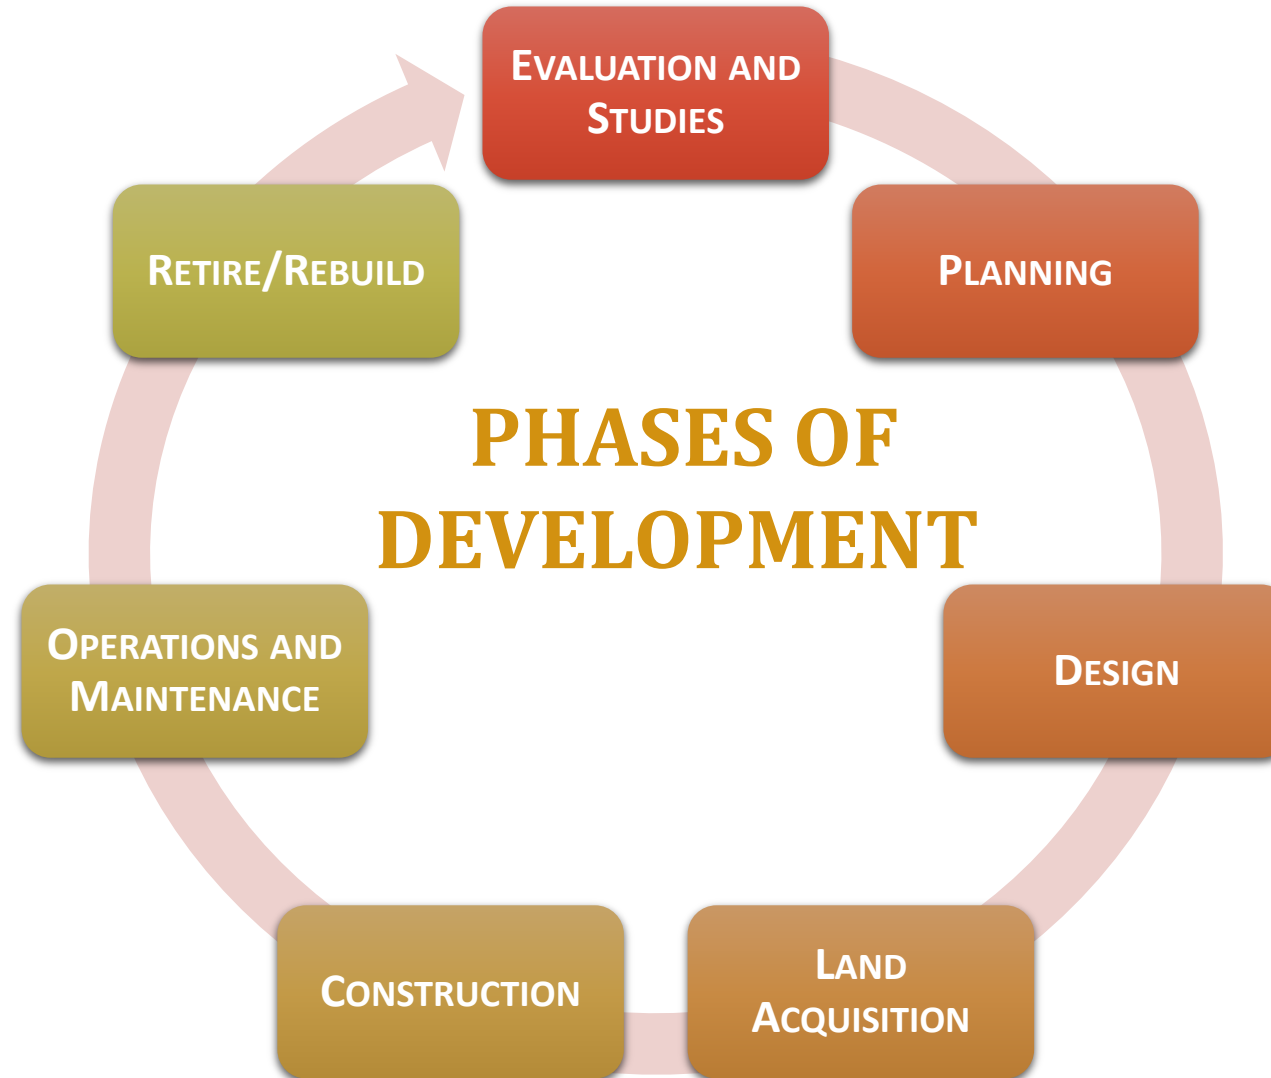 EVALUATION AND
STUDIES
PLANNING
DESIGN
LAND
ACQUISITION
CONSTRUCTION
OPERATIONS AND
MAINTENANCE
RETIRE/REBUILD
PHASES OF
DEVELOPMENT